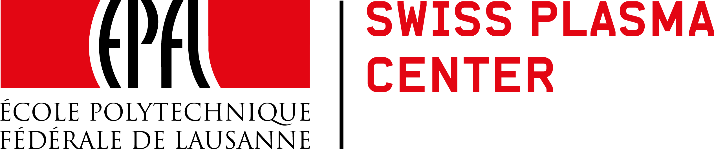 EPFL
ÉCOLE POLYTECHNIQUE
FÉDÉRALE DE LAUSANNE
SWISS PLASMA
CENTER